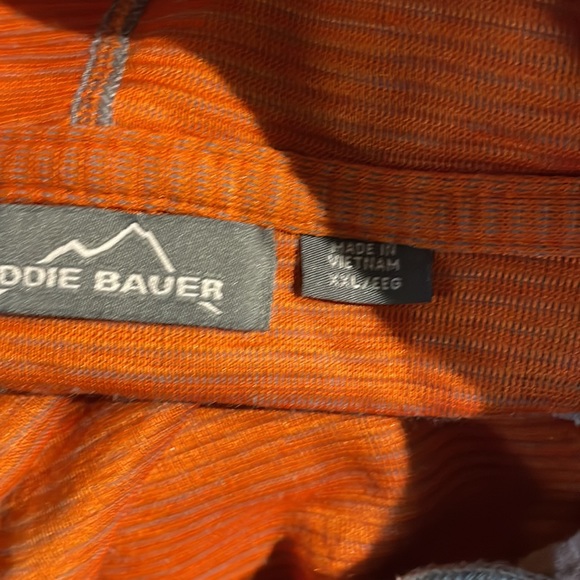 DDIE BAUER
MADE IN
VIETNAM
XXL/EEG